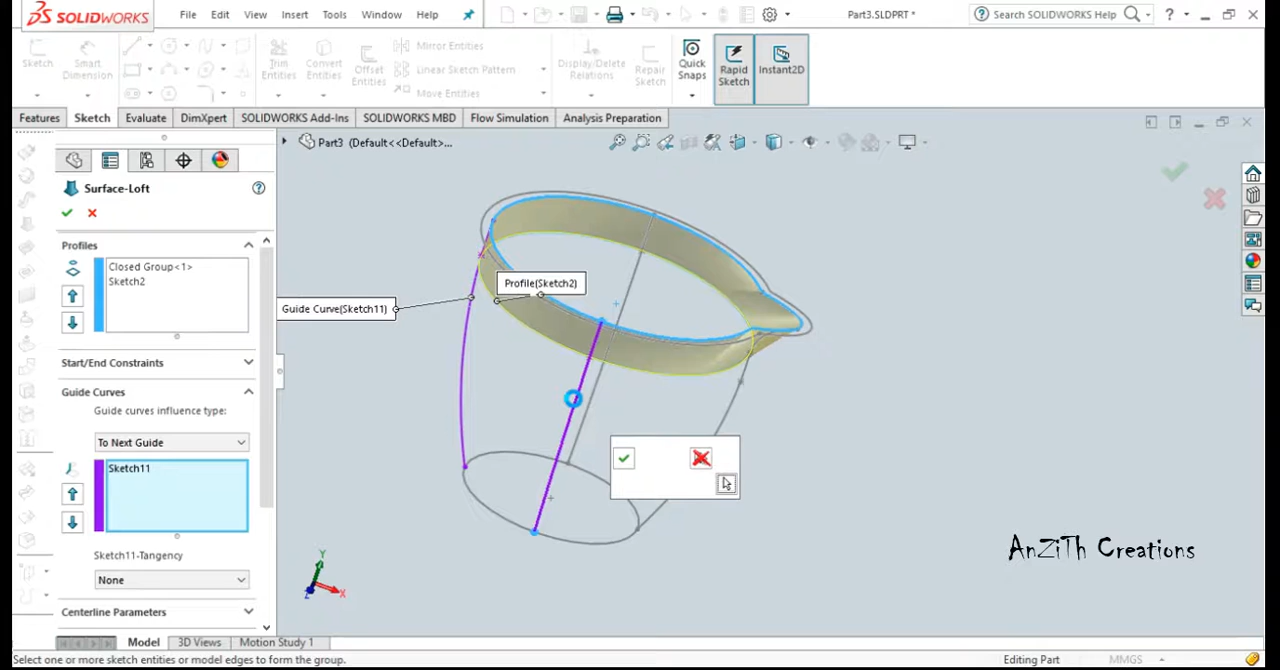 SOLIDWORKS File Edit View Insert Tools Window Help Part3.SLDPRT * Search SOLIDWORKS Help ?
Sketch Smart Dimension Trim Entities Convert Entities Offset Entities Mirror Entities Linear Sketch Pattern Move Entities Display/Delete Relations Repair Sketch Quick Snaps Rapid Sketch Instant2D
Features Sketch Evaluate DimXpert SOLIDWORKS Add-Ins SOLIDWORKS MBD Flow Simulation Analysis Preparation
Part3 (Default<<Default>...
Surface-Loft
Profiles
Closed Group<1>
Sketch2
Profile(Sketch2)
Guide Curve(Sketch11)
Start/End Constraints
Guide Curves
Guide curves influence type:
To Next Guide
Sketch11
Sketch11-Tangency
None
Centerline Parameters
AnZiTh Creations
Y
X
Z
Model 3D Views Motion Study 1
Select one or more sketch entities or model edges to form the group. Editing Part MMGS